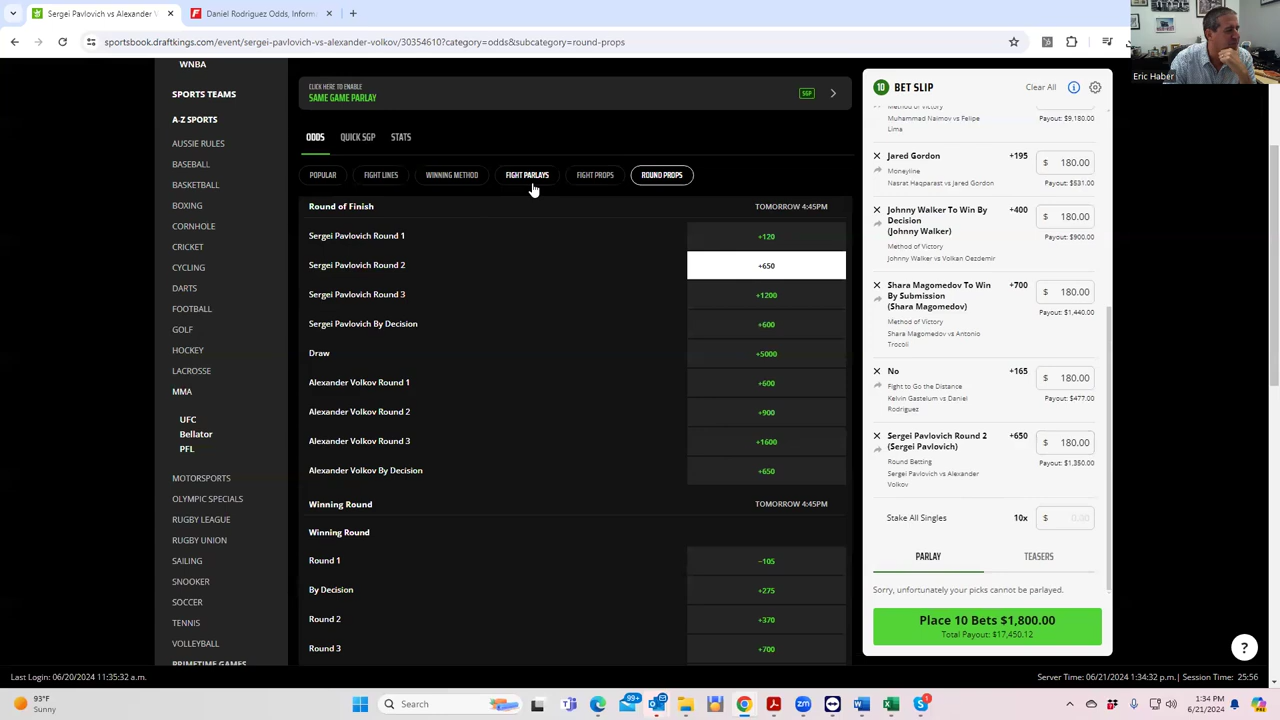 Sergei Pavlovich vs Alexander V
Daniel Rodriguez Odds, Inform
sportsbook.draftkings.com/event/sergei-pavlovich-vs-alexander-volkov/30354610?category=odds&subcategory=round-props
Eric Haber
WNBA
SPORTS TEAMS
A-Z SPORTS
AUSSIE RULES
BASEBALL
BASKETBALL
BOXING
CORNHOLE
CRICKET
CYCLING
DARTS
FOOTBALL
GOLF
HOCKEY
LACROSSE
MMA
UFC
Bellator
PFL
MOTORSPORTS
OLYMPIC SPECIALS
RUGBY LEAGUE
RUGBY UNION
SAILING
SNOOKER
SOCCER
TENNIS
VOLLEYBALL
PRIMETIME GAMES
CLICK HERE TO ENABLE
SAME GAME PARLAY
SGP
ODDS QUICK SGP STATS
POPULAR FIGHT LINES WINNING METHOD FIGHT PARLAYS FIGHT PROPS ROUND PROPS
Round of Finish TOMORROW 4:45PM
Sergei Pavlovich Round 1 +120
Sergei Pavlovich Round 2 +650
Sergei Pavlovich Round 3 +1200
Sergei Pavlovich By Decision +600
Draw +5000
Alexander Volkov Round 1 +600
Alexander Volkov Round 2 +900
Alexander Volkov Round 3 +1600
Alexander Volkov By Decision +650
Winning Round TOMORROW 4:45PM
Winning Round
Round 1 −105
By Decision +275
Round 2 +370
Round 3 +700
10 BET SLIP Clear All
Method of Victory
Muhammad Naimov vs Felipe Payout: $9,180.00
Lima
Jared Gordon +195 $ 180.00
Moneyline
Nasrat Haqparast vs Jared Gordon Payout: $531.00
Johnny Walker To Win By +400 $ 180.00
Decision
(Johnny Walker) Payout: $900.00
Method of Victory
Johnny Walker vs Volkan Oezdemir
Shara Magomedov To Win +700 $ 180.00
By Submission
(Shara Magomedov) Payout: $1,440.00
Method of Victory
Shara Magomedov vs Antonio
Trocoli
No +165 $ 180.00
Fight to Go the Distance
Kelvin Gastelum vs Daniel Payout: $477.00
Rodriguez
Sergei Pavlovich Round 2 +650 $ 180.00
(Sergei Pavlovich)
Round Betting Payout: $1,350.00
Sergei Pavlovich vs Alexander
Volkov
Stake All Singles 10x $ 0.00
PARLAY TEASERS
Sorry, unfortunately your picks cannot be parlayed.
Place 10 Bets $1,800.00
Total Payout: $17,450.12
?
Last Login: 06/20/2024 11:35:32 a.m. Server Time: 06/21/2024 1:34:32 p.m.| Session Time: 25:56
93°F
Sunny
Search
99+
1
1:34 PM
6/21/2024